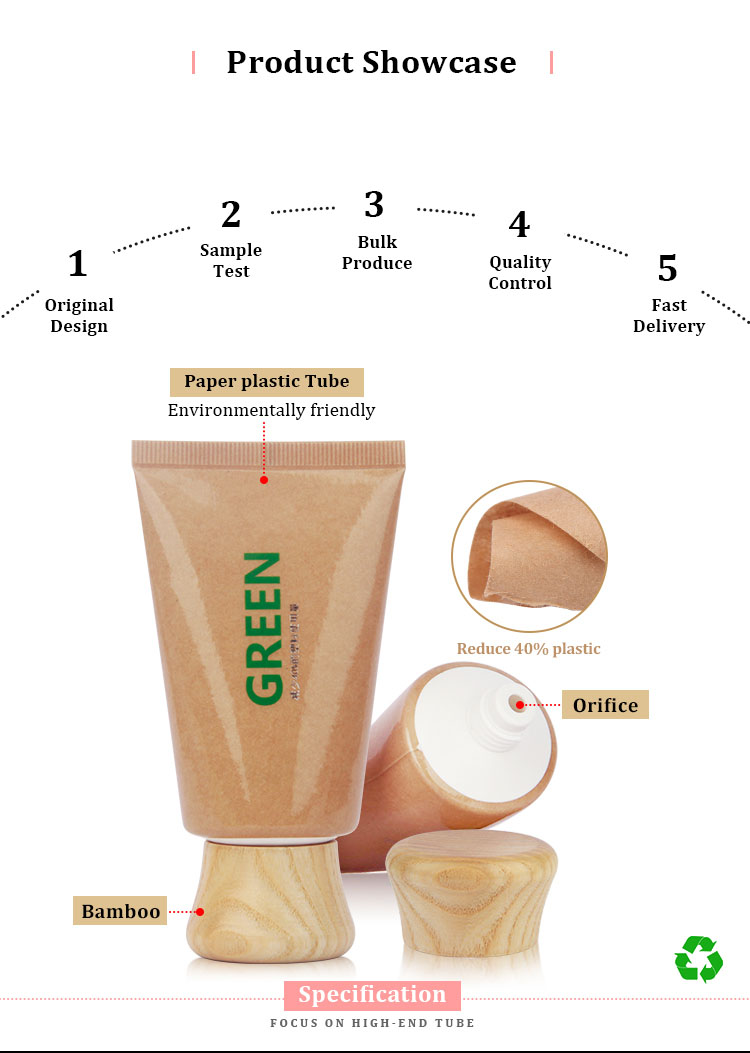 Product Showcase
1
Original
Design
2
Sample
Test
3
Bulk
Produce
4
Quality
Control
5
Fast
Delivery
Paper plastic Tube
Environmentally friendly
GREEN
Reduce 40% plastic
Orifice
Bamboo
Specification
FOCUS ON HIGH-END TUBE